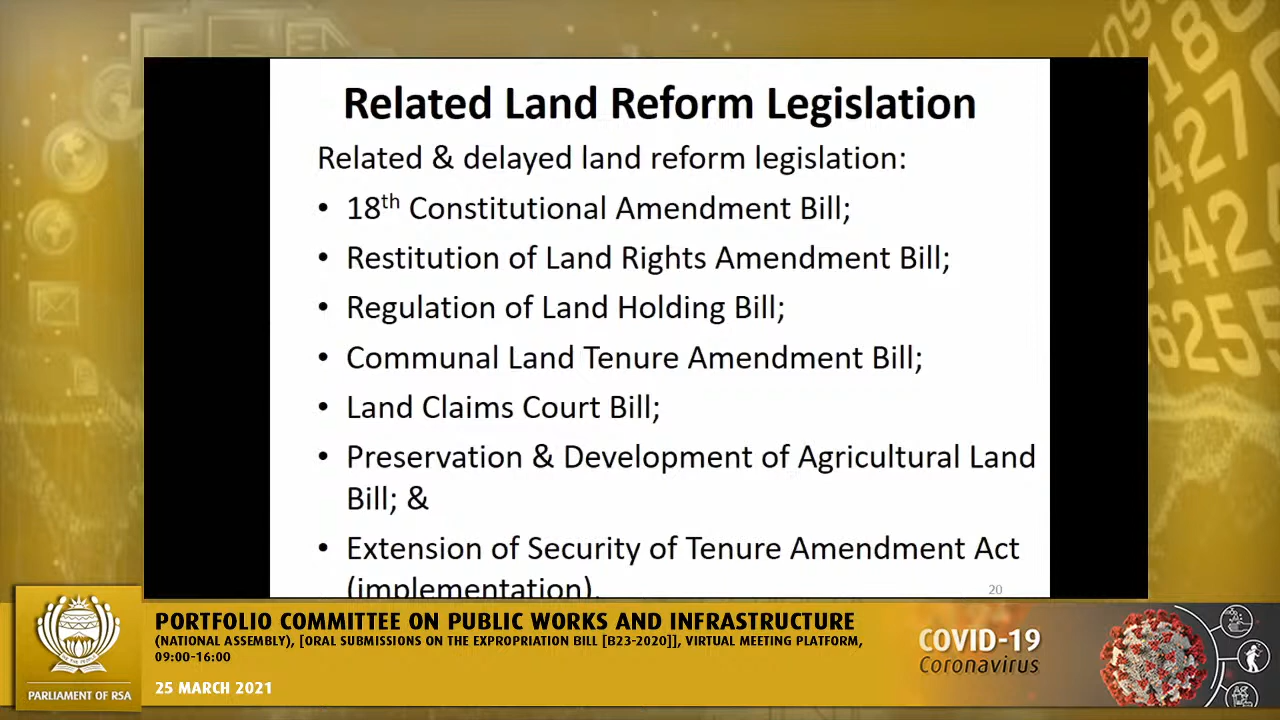 Related Land Reform Legislation
Related & delayed land reform legislation:
• 18th Constitutional Amendment Bill;
• Restitution of Land Rights Amendment Bill;
• Regulation of Land Holding Bill;
• Communal Land Tenure Amendment Bill;
• Land Claims Court Bill;
• Preservation & Development of Agricultural Land
Bill; &
• Extension of Security of Tenure Amendment Act
(implementation).
20
PORTFOLIO COMMITTEE ON PUBLIC WORKS AND INFRASTRUCTURE
(NATIONAL ASSEMBLY), [ORAL SUBMISSIONS ON THE EXPROPRIATION BILL [B23-2020]], VIRTUAL MEETING PLATFORM,
09:00-16:00
25 MARCH 2021
PARLIAMENT OF RSA
COVID-19
Coronavirus